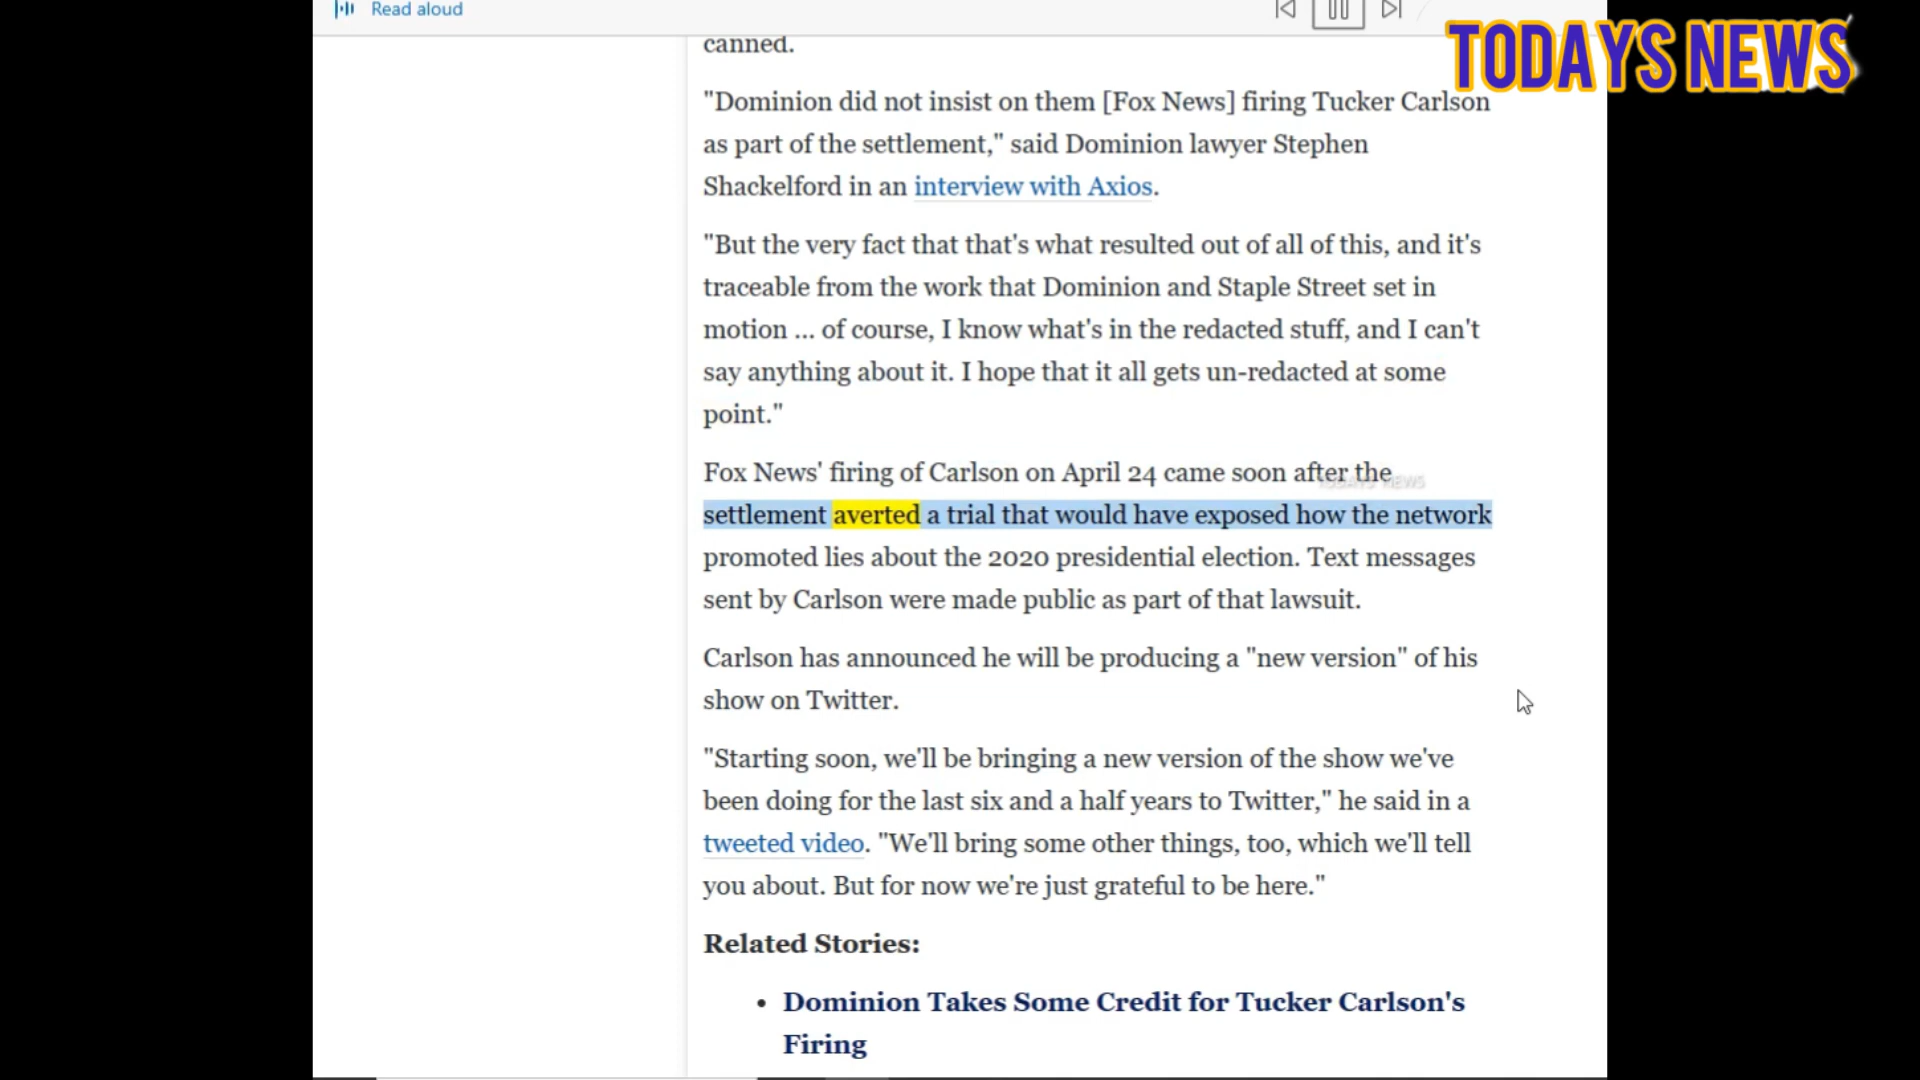 Read aloud
TODAYS NEWS
canned.
"Dominion did not insist on them [Fox News] firing Tucker Carlson
as part of the settlement," said Dominion lawyer Stephen
Shackelford in an interview with Axios.
"But the very fact that that's what resulted out of all of this, and it's
traceable from the work that Dominion and Staple Street set in
motion ... of course, I know what's in the redacted stuff, and I can't
say anything about it. I hope that it all gets un-redacted at some
point."
Fox News' firing of Carlson on April 24 came soon after the
TODAYS NEWS
settlement averted a trial that would have exposed how the network
promoted lies about the 2020 presidential election. Text messages
sent by Carlson were made public as part of that lawsuit.
Carlson has announced he will be producing a "new version" of his
show on Twitter.
"Starting soon, we'll be bringing a new version of the show we've
been doing for the last six and a half years to Twitter," he said in a
tweeted video. "We'll bring some other things, too, which we'll tell
you about. But for now we're just grateful to be here."
Related Stories:
• Dominion Takes Some Credit for Tucker Carlson's
Firing